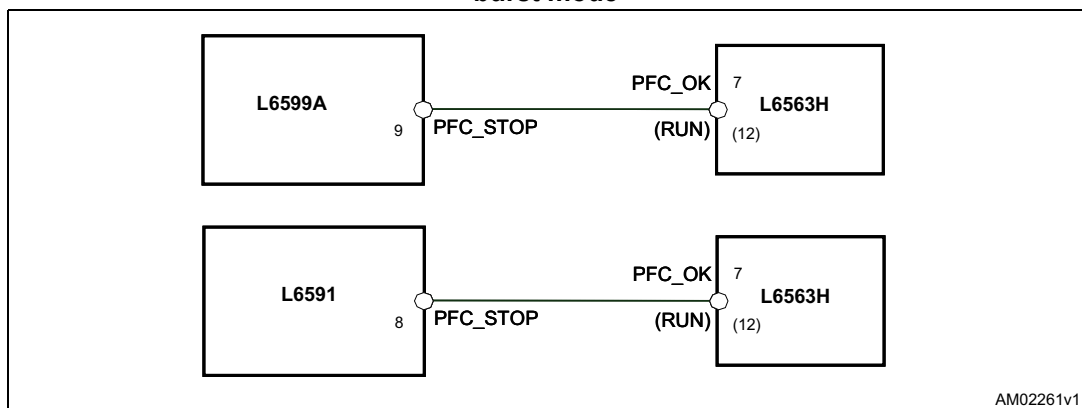 burst mode
L6599A
9
PFC_STOP
PFC_OK
7
L6563H
(RUN)
(12)
L6591
8
PFC_STOP
PFC_OK
7
L6563H
(RUN)
(12)
AM02261v1